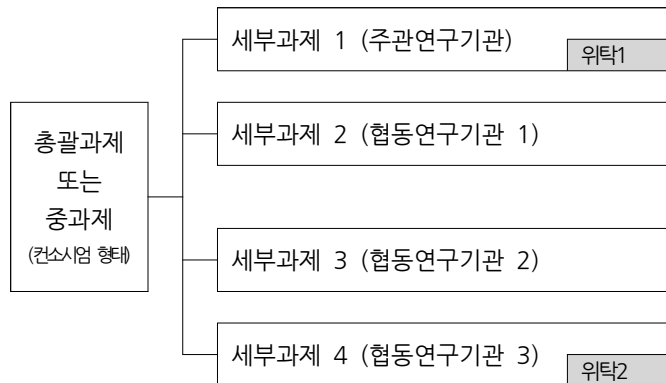 총괄과제
또는
중과제
(컨소시엄 형태)
세부과제 1 (주관연구기관)
위탁1
세부과제 2 (협동연구기관 1)
세부과제 3 (협동연구기관 2)
세부과제 4 (협동연구기관 3)
위탁2